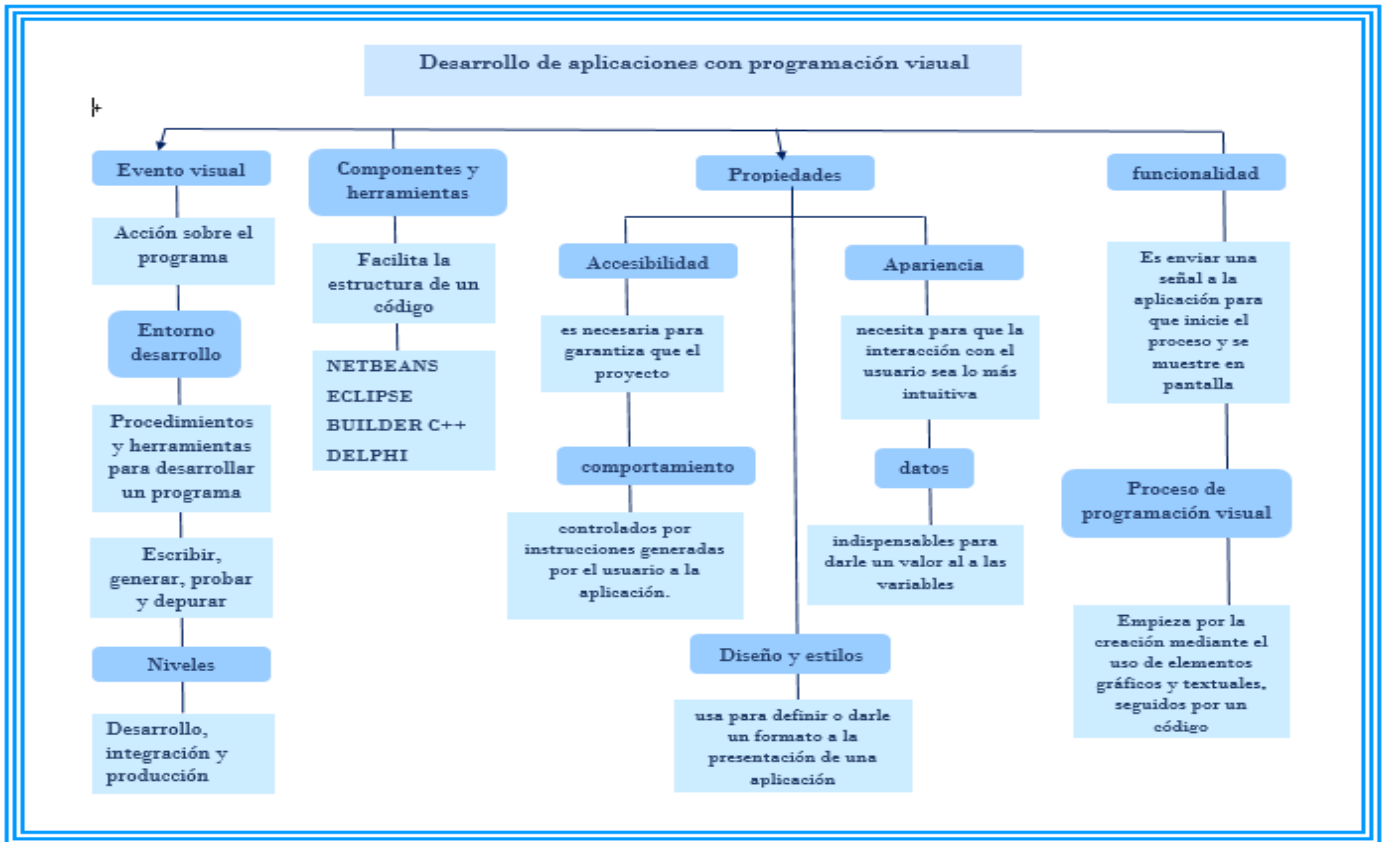 Desarrollo de aplicaciones con programación visual
Evento visual
Acción sobre el
programa
Entorno
desarrollo
Procedimientos
y herramientas
para desarrollar
un programa
Escribir,
generar, probar
y depurar
Niveles
Desarrollo,
integración y
producción
Componentes y
herramientas
Facilita la
estructura de un
código
NETBEANS
ECLIPSE
BUILDER C++
DELPHI
Propiedades
Accesibilidad
es necesaria para
garantiza que el
proyecto
comportamiento
controlados por
instrucciones generadas
por el usuario a la
aplicación.
Apariencia
necesita para que la
interacción con el
usuario sea lo más
intuitiva
datos
indispensables para
darle un valor al a las
variables
Diseño y estilos
usa para definir o darle
un formato a la
presentación de una
aplicación
funcionalidad
Es enviar una
señal a la
aplicación para
que inicie el
proceso y se
muestre en
pantalla
Proceso de
programación visual
Empieza por la
creación mediante el
uso de elementos
gráficos y textuales,
seguidos por un
código